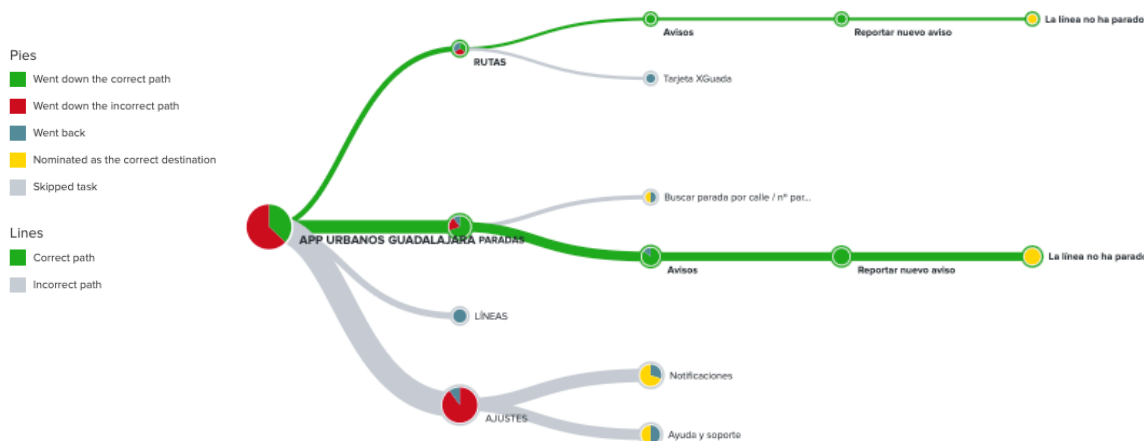 Pies
Went down the correct path
Went down the incorrect path
Went back
Nominated as the correct destination
Skipped task
Lines
Correct path
Incorrect path
Avisos
Reportar nuevo aviso
La línea no ha parado
RUTAS
Tarjeta XGuada
Buscar parada por calle / nº par...
APP URBANOS GUADALAJARA
PARADAS
Avisos
Reportar nuevo aviso
La línea no ha parado
LÍNEAS
Notificaciones
AJUSTES
Ayuda y soporte